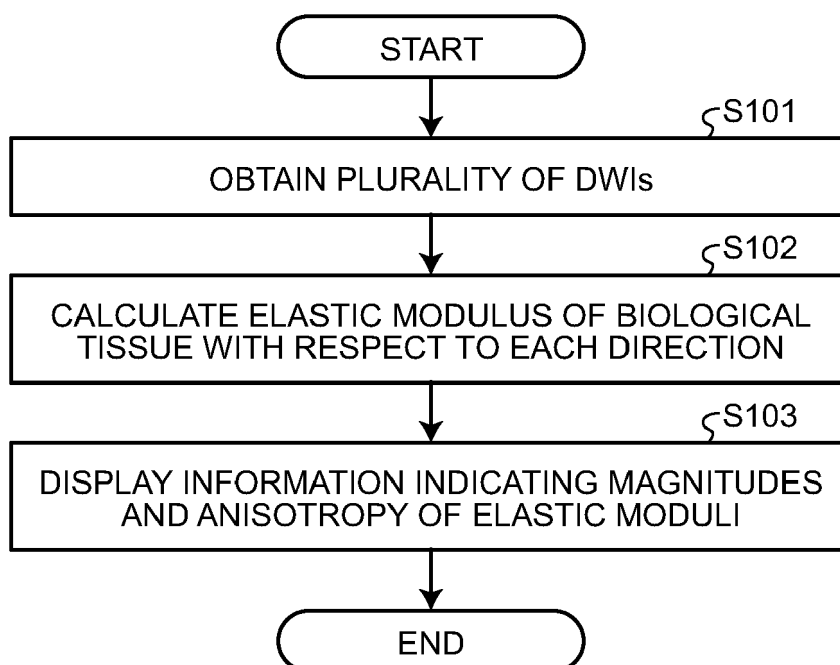 START
S101
OBTAIN PLURALITY OF DWIs
S102
CALCULATE ELASTIC MODULUS OF BIOLOGICAL
TISSUE WITH RESPECT TO EACH DIRECTION
S103
DISPLAY INFORMATION INDICATING MAGNITUDES
AND ANISOTROPY OF ELASTIC MODULI
END